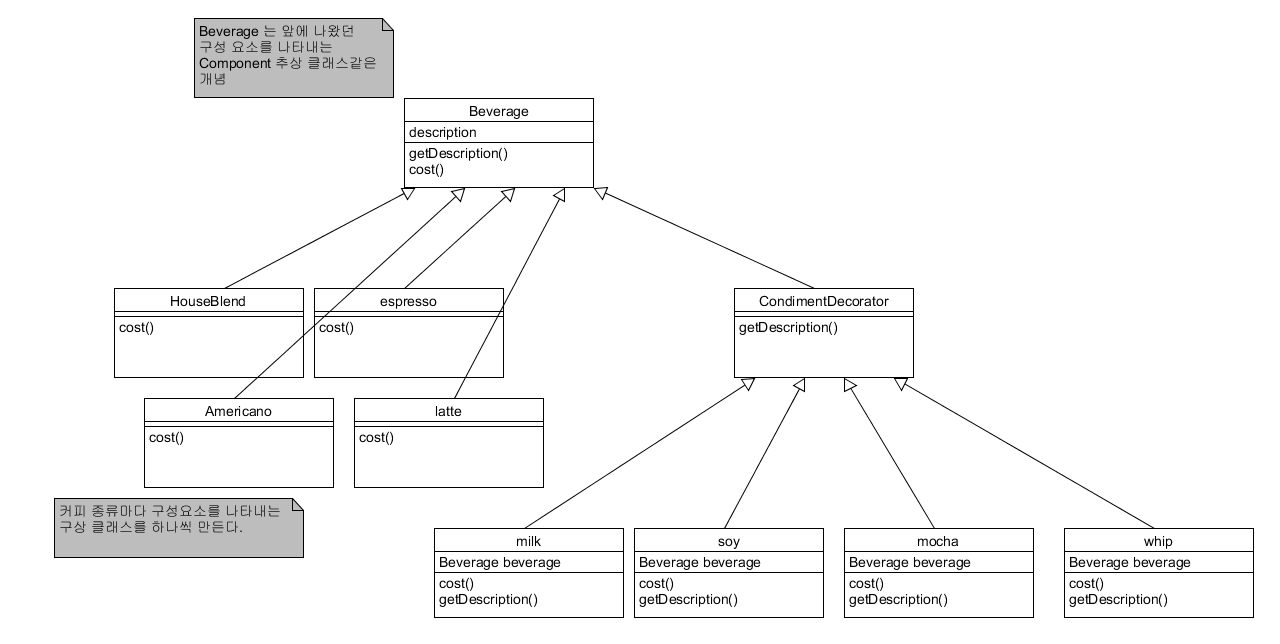 Beverage 는 앞에 나왔던
구성 요소를 나타내는
Component 추상 클래스같은
개념
Beverage
description
getDescription()
cost()
HouseBlend
cost()
espresso
cost()
CondimentDecorator
getDescription()
Americano
cost()
latte
cost()
커피 종류마다 구성요소를 나타내는
구상 클래스를 하나씩 만든다.
milk
Beverage beverage
cost()
getDescription()
soy
Beverage beverage
cost()
getDescription()
mocha
Beverage beverage
cost()
getDescription()
whip
Beverage beverage
cost()
getDescription()